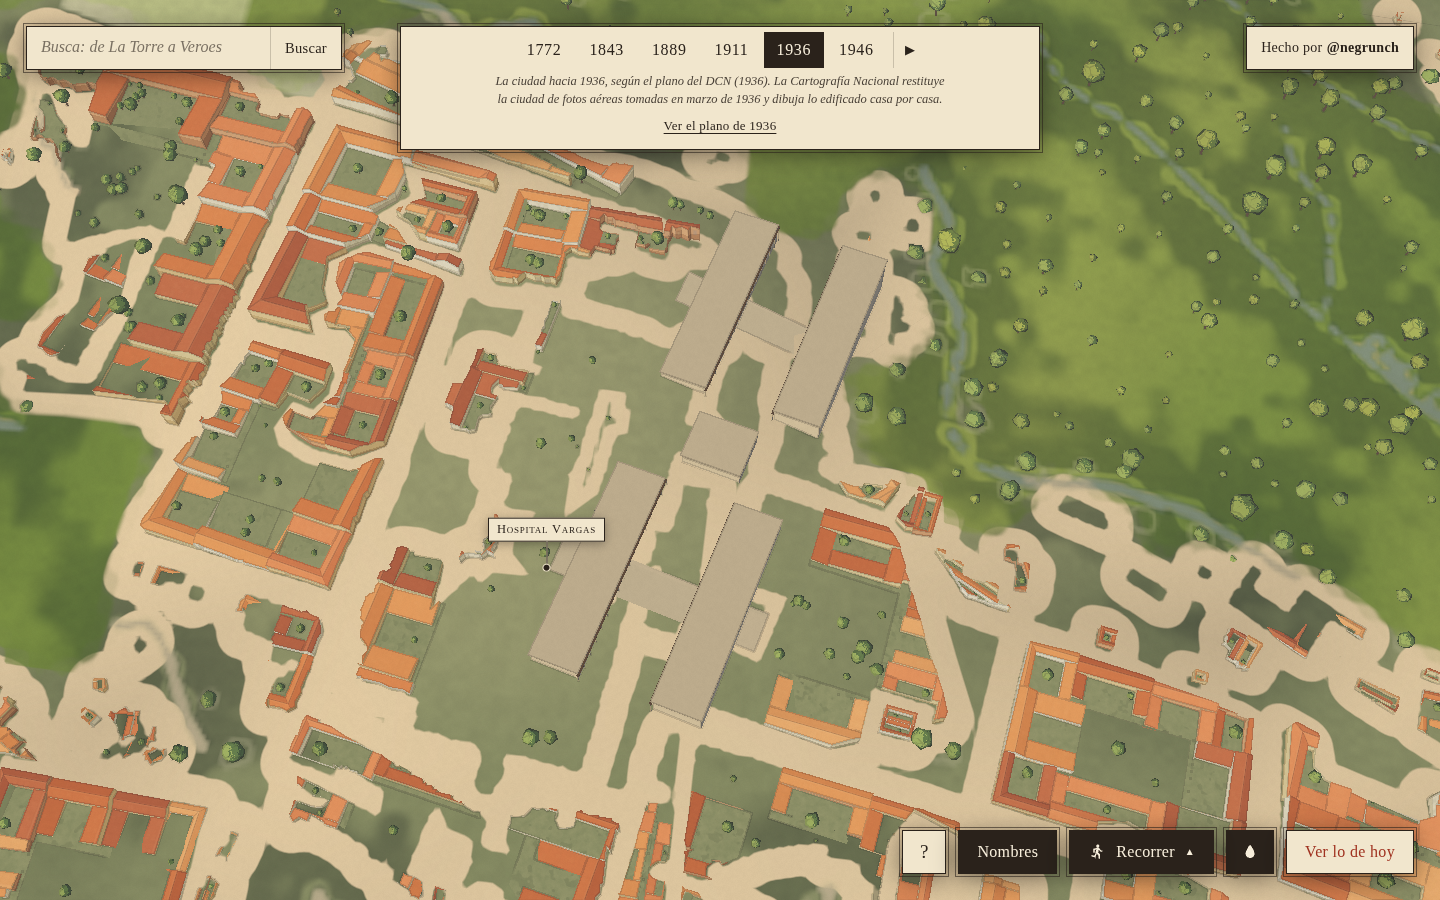 Busca: de La Torre a Veroes
Buscar
1772 1843 1889 1911 1936 1946 ▶
La ciudad hacia 1936, según el plano del DCN (1936). La Cartografía Nacional restituye
la ciudad de fotos aéreas tomadas en marzo de 1936 y dibuja lo edificado casa por casa.
Ver el plano de 1936
Hecho por @negrunch
Hospital Vargas
?
Nombres
Recorrer ▲
Ver lo de hoy